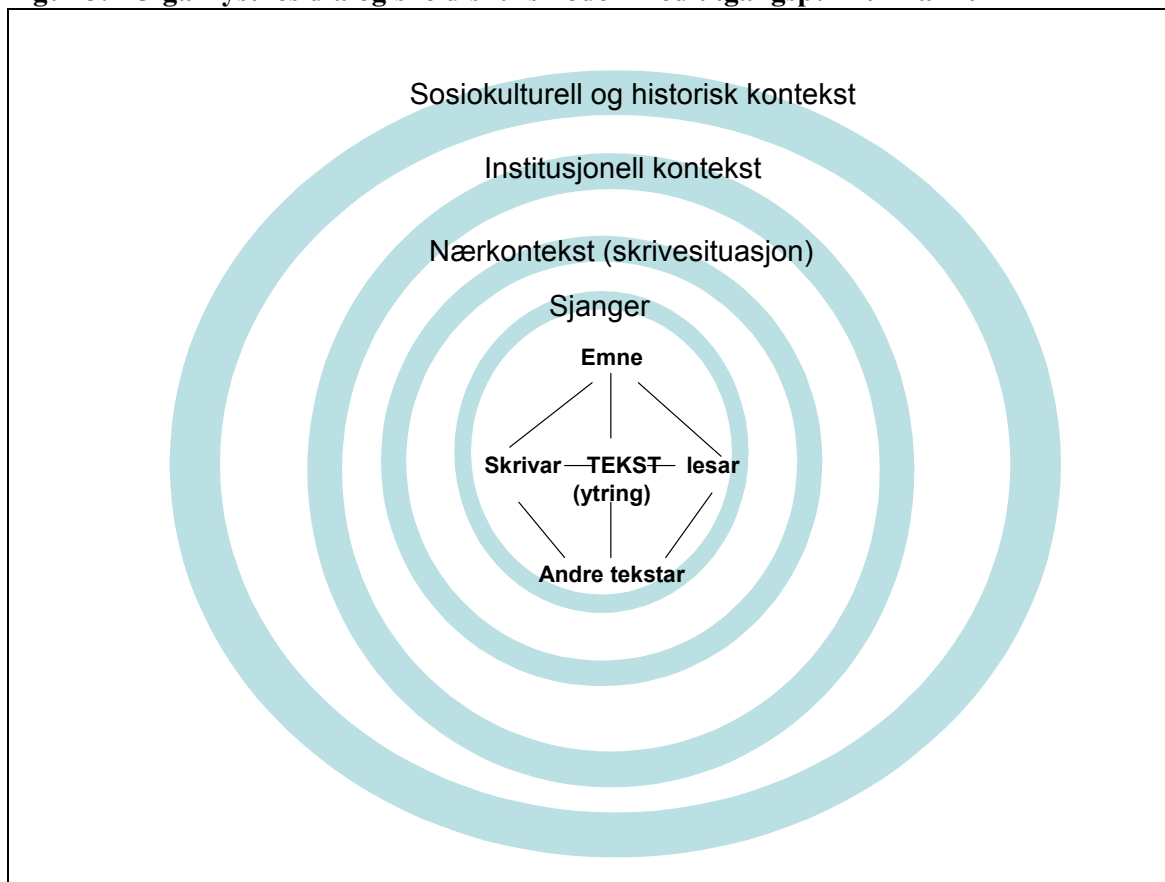 Sosiokulturell og historisk kontekst
Institusjonell kontekst
Nærkontekst (skrivesituasjon)
Sjanger
Emne
Skrivar TEKST lesar
(ytring)
Andre tekstar